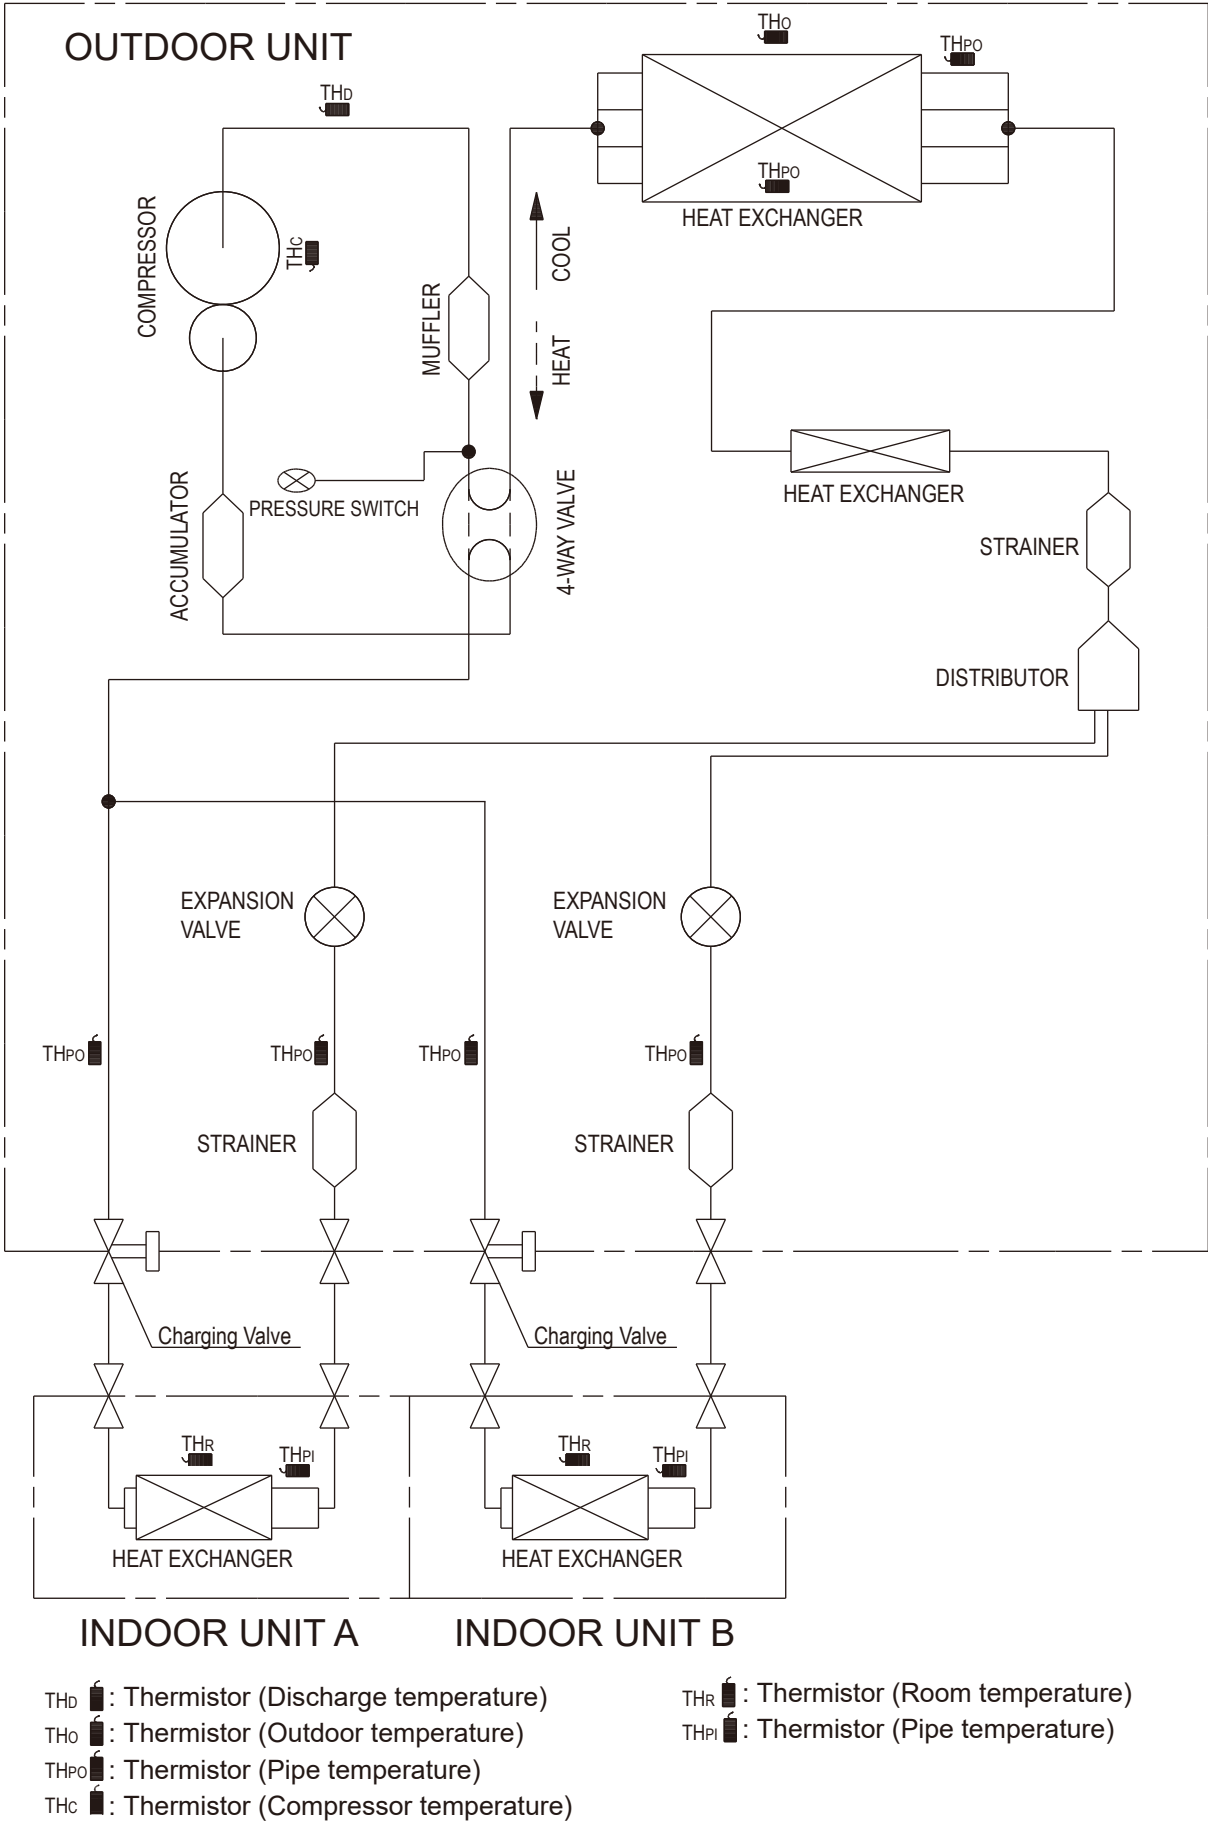 OUTDOOR UNIT
THO
THPO
THD
THPO
HEAT EXCHANGER
COMPRESSOR
THC
MUFFLER
COOL
HEAT
HEAT EXCHANGER
PRESSURE SWITCH
ACCUMULATOR
4-WAY VALVE
STRAINER
DISTRIBUTOR
EXPANSION
VALVE
EXPANSION
VALVE
THPO
THPO
THPO
THPO
STRAINER
STRAINER
Charging Valve
Charging Valve
THR
THPI
THR
THPI
HEAT EXCHANGER
HEAT EXCHANGER
INDOOR UNIT A
INDOOR UNIT B
THD : Thermistor (Discharge temperature)
THO : Thermistor (Outdoor temperature)
THPO : Thermistor (Pipe temperature)
THC : Thermistor (Compressor temperature)
THR : Thermistor (Room temperature)
THPI : Thermistor (Pipe temperature)